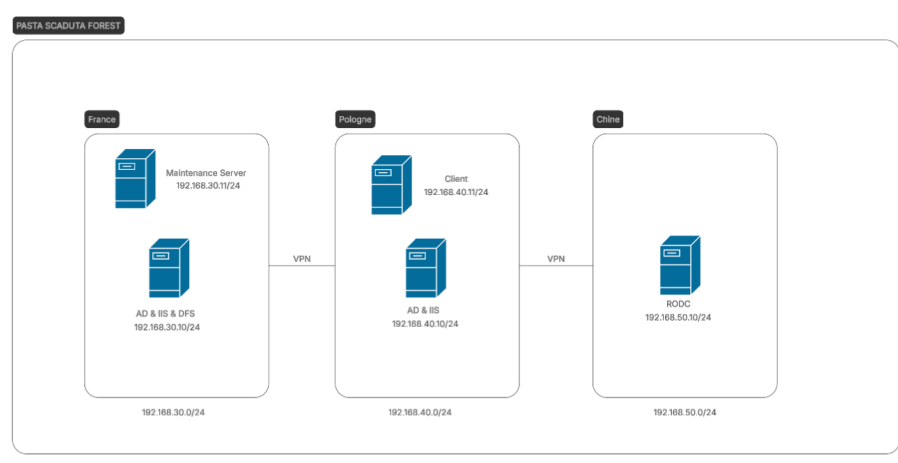 PASTA SCADUTA FOREST
France
Maintenance Server
192.168.30.11/24
AD & IIS & DFS
192.168.30.10/24
192.168.30.0/24
VPN
Pologne
Client
192.168.40.11/24
AD & IIS
192.168.40.10/24
192.168.40.0/24
VPN
Chine
RODC
192.168.50.10/24
192.168.50.0/24